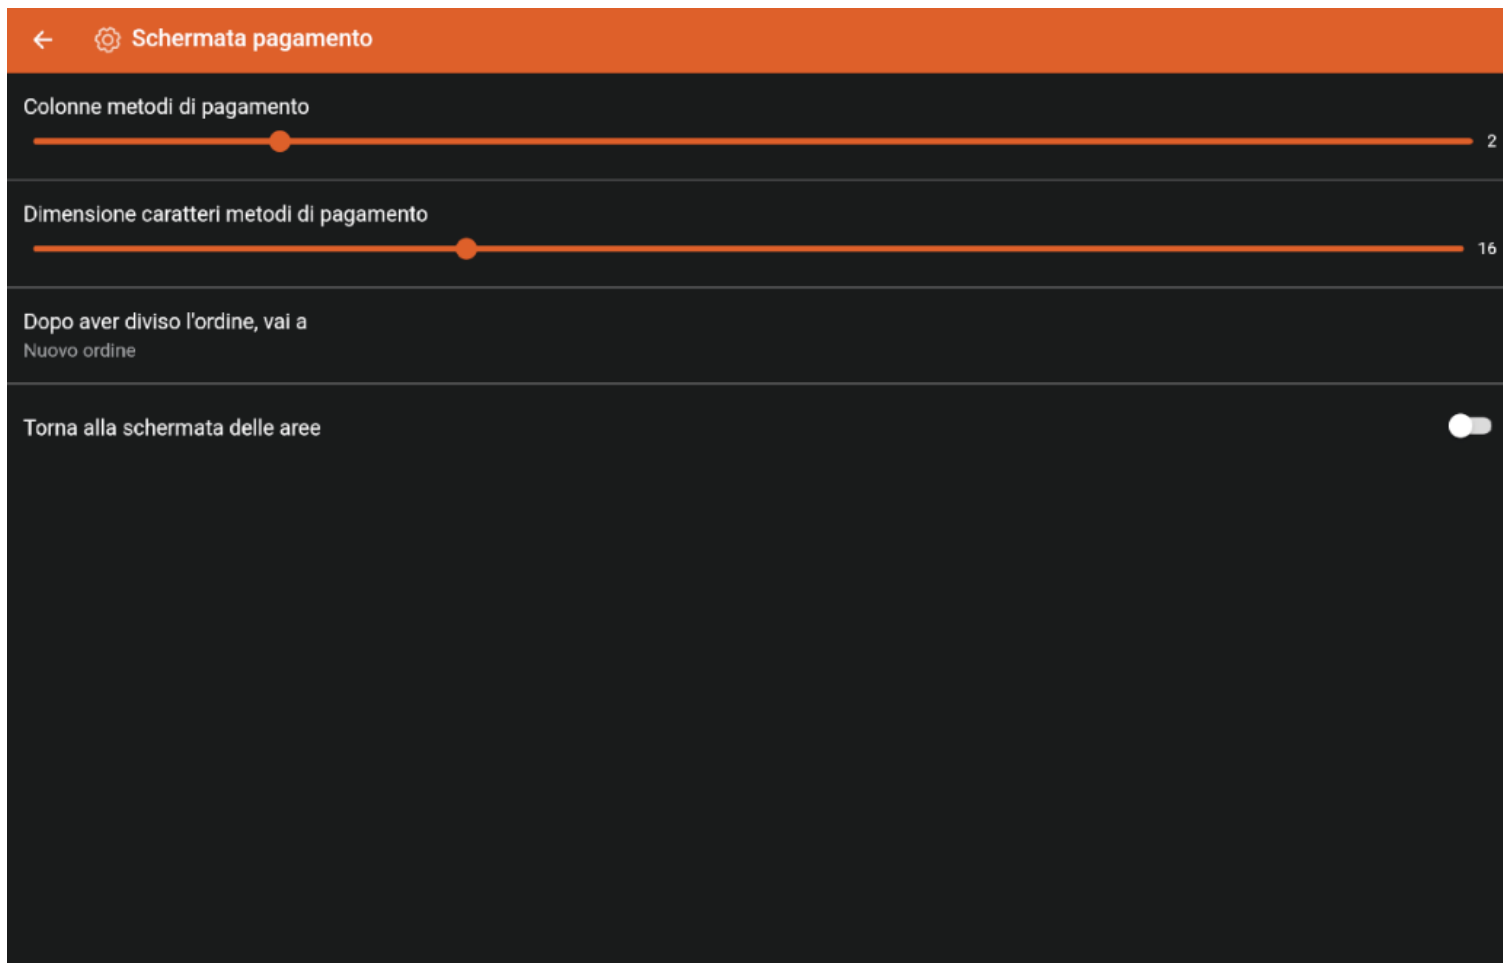 Schermata pagamento
Colonne metodi di pagamento
2
Dimensione caratteri metodi di pagamento
16
Dopo aver diviso l'ordine, vai a
Nuovo ordine
Torna alla schermata delle aree